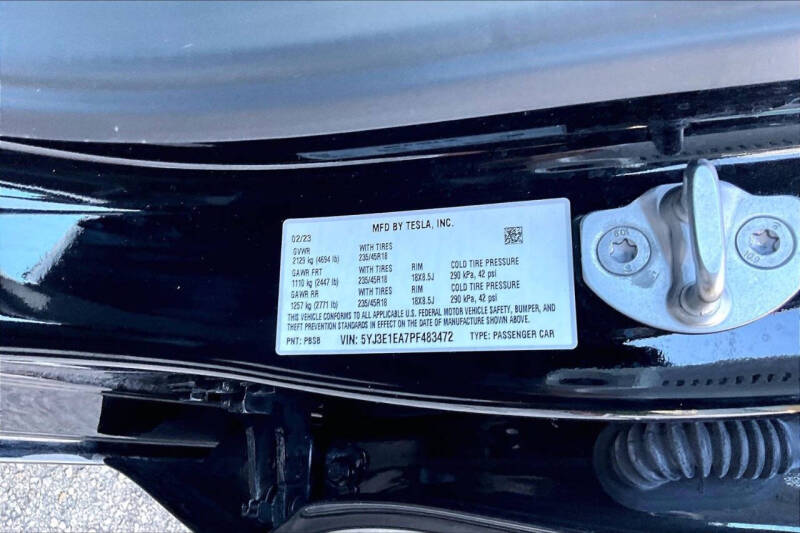 MFD BY TESLA, INC.
02/23
GVWR WITH TIRES
2129 kg (4694 lb) 235/45R18
GAWR FRT WITH TIRES RIM COLD TIRE PRESSURE
1110 kg (2447 lb) 235/45R18 18X8.5J 290 kPa, 42 psi
GAWR RR WITH TIRES RIM COLD TIRE PRESSURE
1257 kg (2771 lb) 235/45R18 18X8.5J 290 kPa, 42 psi
THIS VEHICLE CONFORMS TO ALL APPLICABLE U.S. FEDERAL MOTOR VEHICLE SAFETY, BUMPER, AND
THEFT PREVENTION STANDARDS IN EFFECT ON THE DATE OF MANUFACTURE SHOWN ABOVE.
PNT: PBSB VIN: 5YJ3E1EA7PF483472 TYPE: PASSENGER CAR